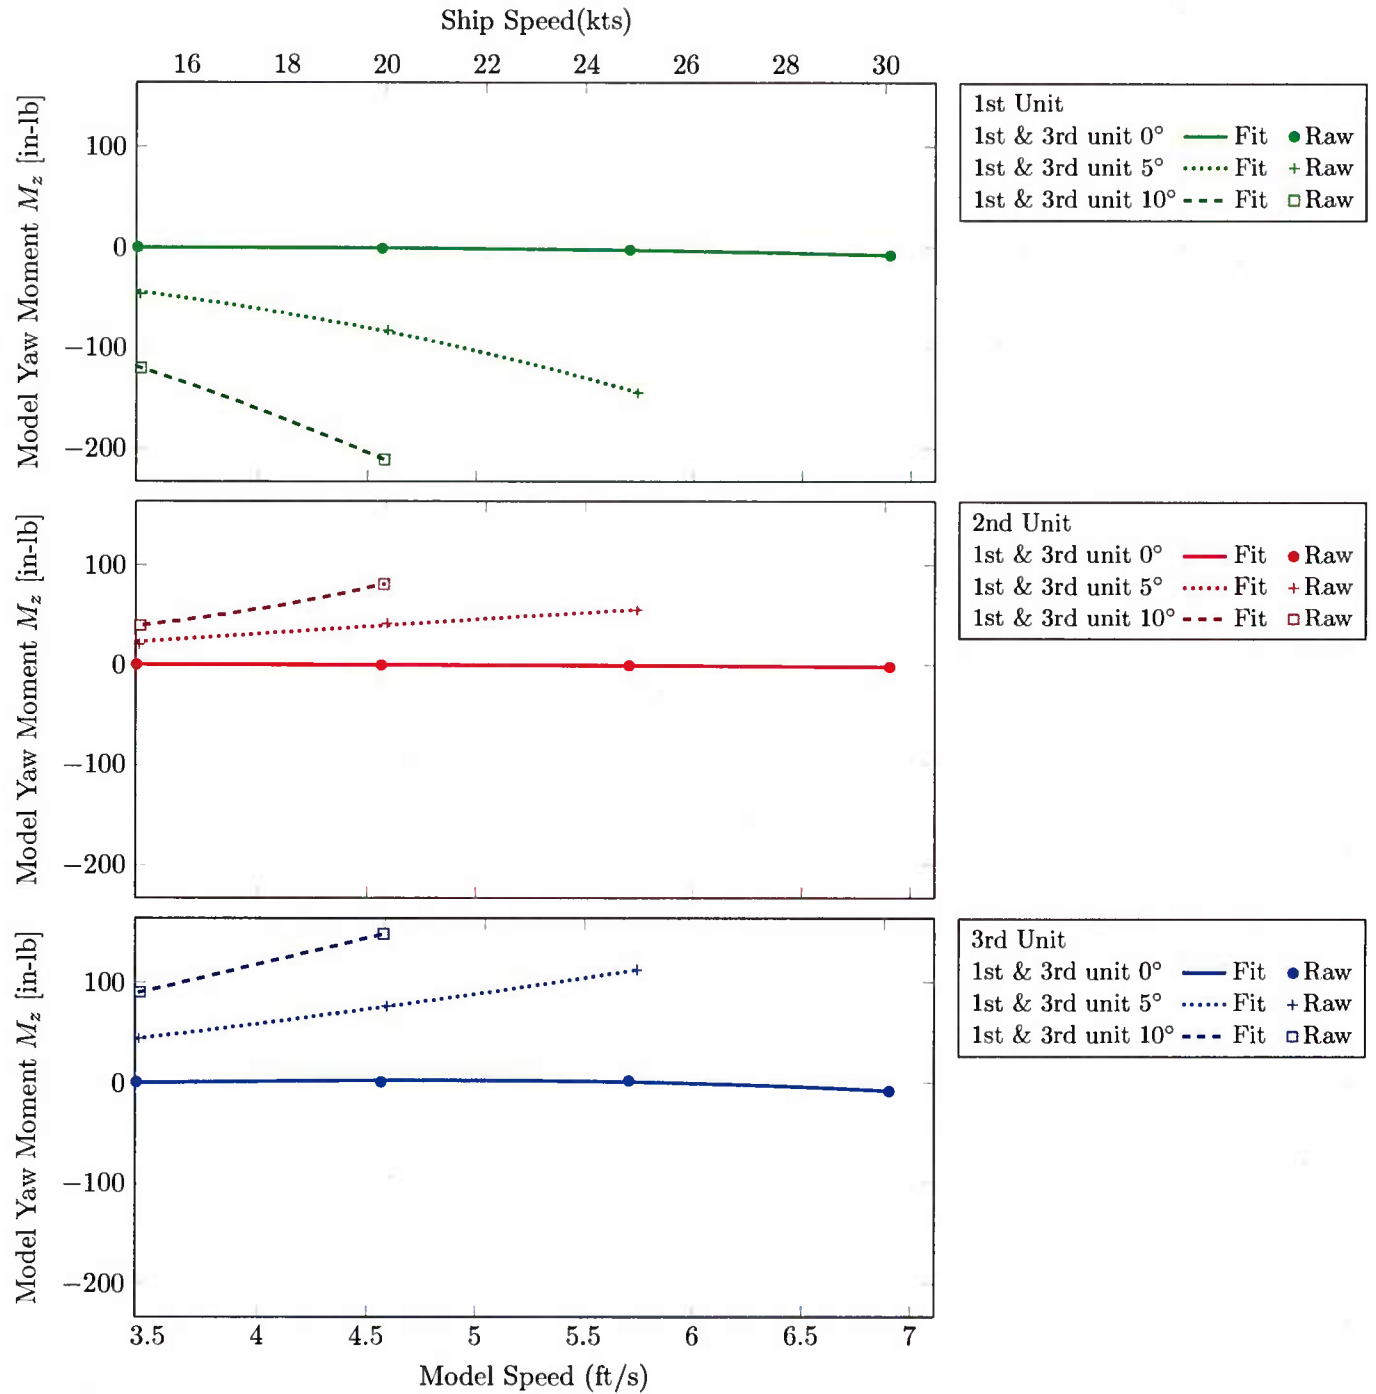 Ship Speed(kts)
16 18 20 22 24 26 28 30
Model Yaw Moment M_z [in-lb]
100
0
−100
−200
1st Unit
1st & 3rd unit 0° Fit Raw
1st & 3rd unit 5° Fit Raw
1st & 3rd unit 10° Fit Raw
Model Yaw Moment M_z [in-lb]
100
0
−100
−200
2nd Unit
1st & 3rd unit 0° Fit Raw
1st & 3rd unit 5° Fit Raw
1st & 3rd unit 10° Fit Raw
Model Yaw Moment M_z [in-lb]
100
0
−100
−200
3rd Unit
1st & 3rd unit 0° Fit Raw
1st & 3rd unit 5° Fit Raw
1st & 3rd unit 10° Fit Raw
3.5 4 4.5 5 5.5 6 6.5 7
Model Speed (ft/s)